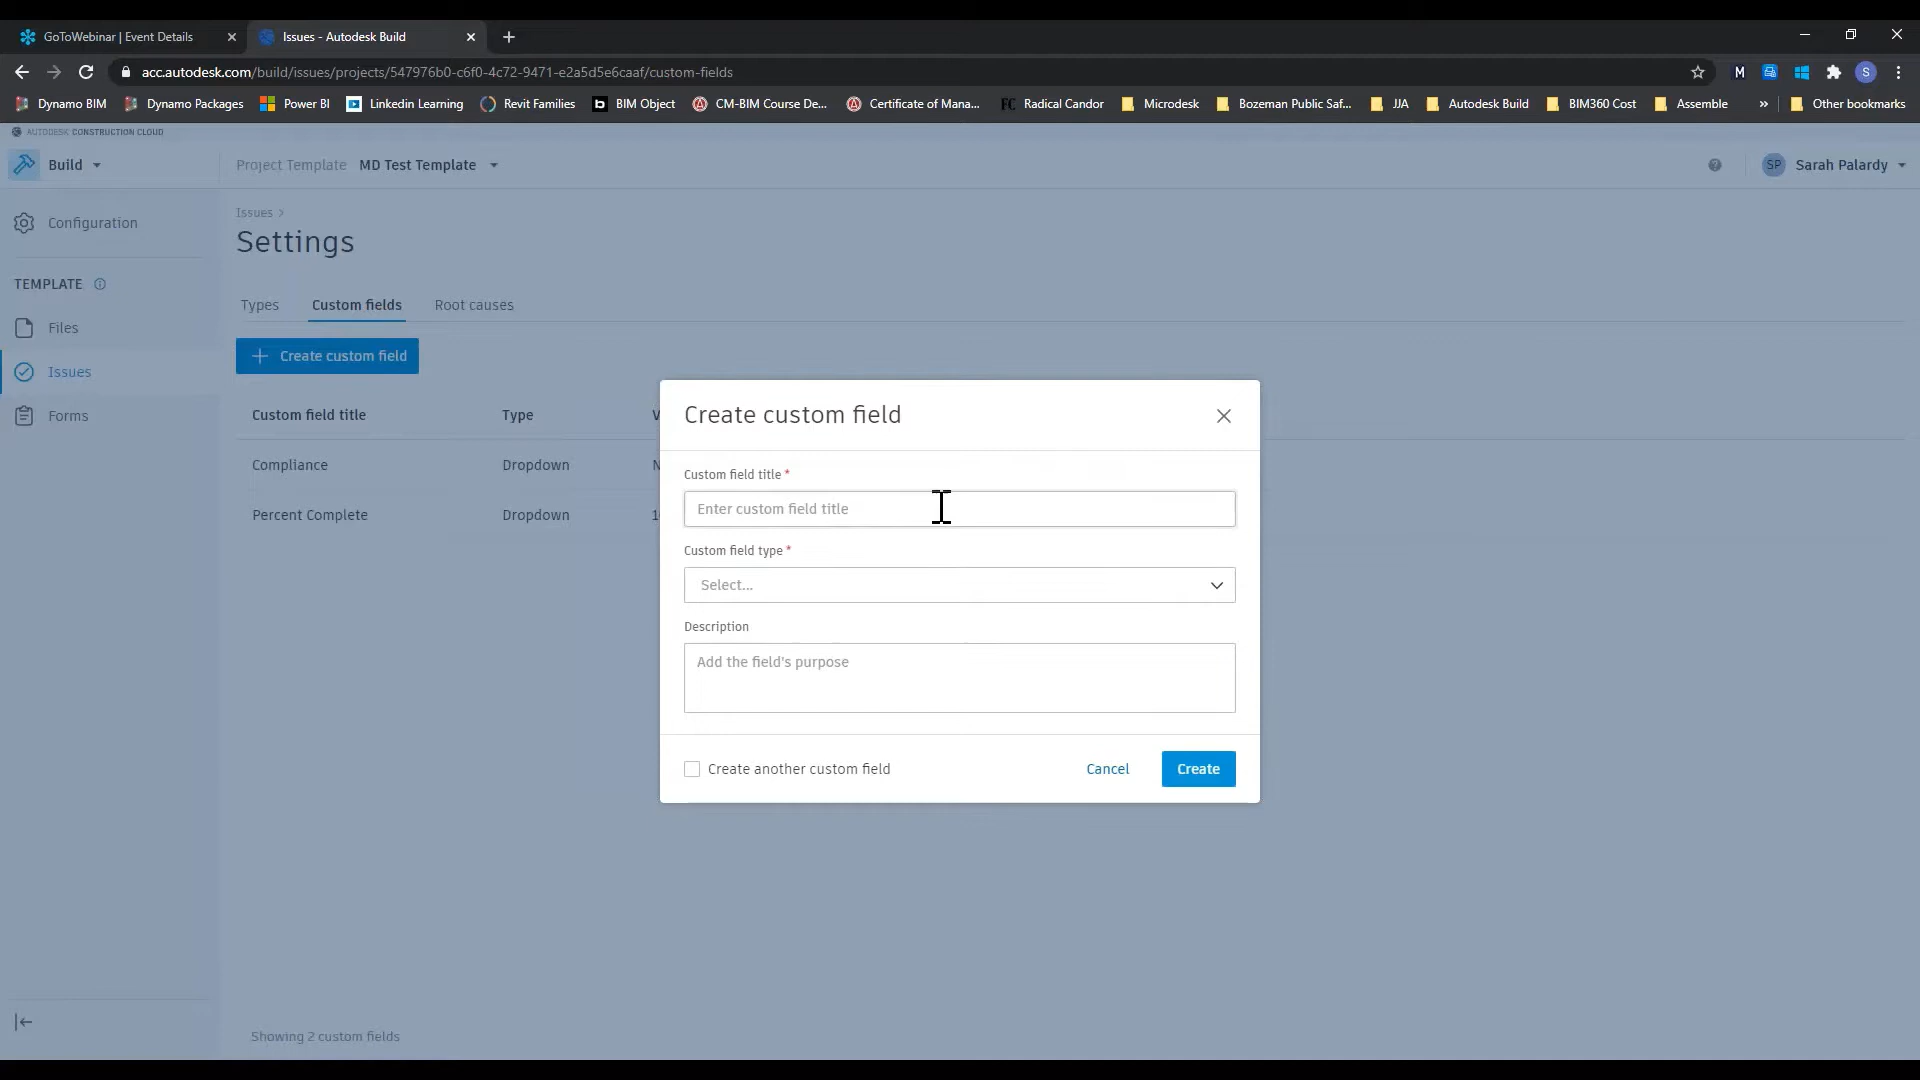 GoToWebinar | Event Details
Issues - Autodesk Build
acc.autodesk.com/build/issues/projects/547976b0-c6f0-4c72-9471-e2a5d5e6caaf/custom-fields
M
S
Dynamo BIM
Dynamo Packages
Power BI
Linkedin Learning
Revit Families
b BIM Object
CM-BIM Course De...
Certificate of Mana...
FC Radical Candor
Microdesk
Bozeman Public Saf...
JJA
Autodesk Build
BIM360 Cost
Assemble
»
Other bookmarks
AUTODESK CONSTRUCTION CLOUD
Build
Project Template MD Test Template
SP Sarah Palardy
Configuration
TEMPLATE
Files
Issues
Forms
Issues >
Settings
Types
Custom fields
Root causes
+ Create custom field
Custom field title
Type
V
Compliance
Dropdown
N
Percent Complete
Dropdown
1
Showing 2 custom fields
Create custom field
Custom field title *
Enter custom field title
Custom field type *
Select...
Description
Add the field's purpose
Create another custom field
Cancel
Create